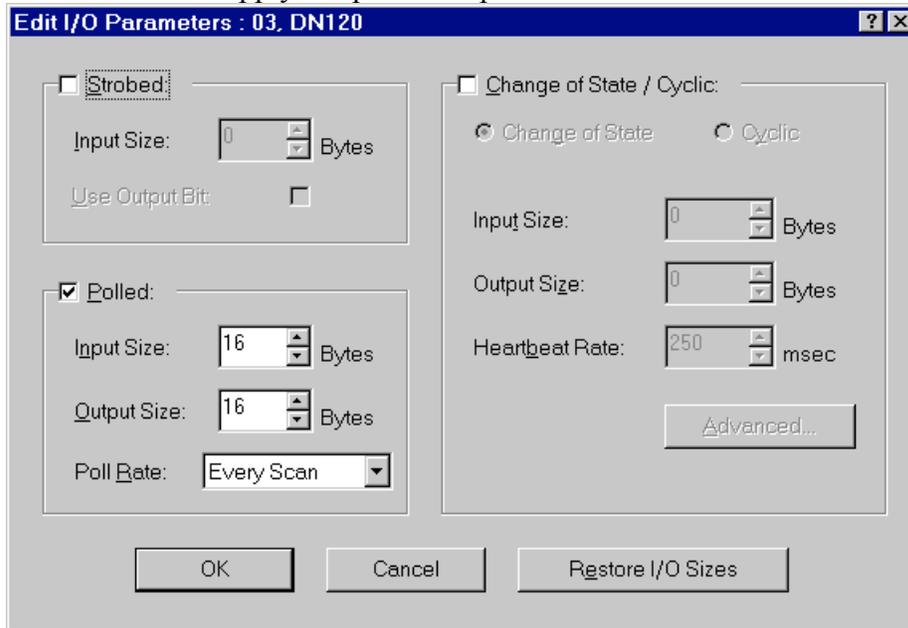 Edit I/O Parameters : 03, DN120
Strobed:
Input Size: 0 Bytes
Use Output Bit:
Polled:
Input Size: 16 Bytes
Output Size: 16 Bytes
Poll Rate: Every Scan
Change of State / Cyclic:
Change of State Cyclic
Input Size: 0 Bytes
Output Size: 0 Bytes
Heartbeat Rate: 250 msec
Advanced...
OK Cancel Restore I/O Sizes